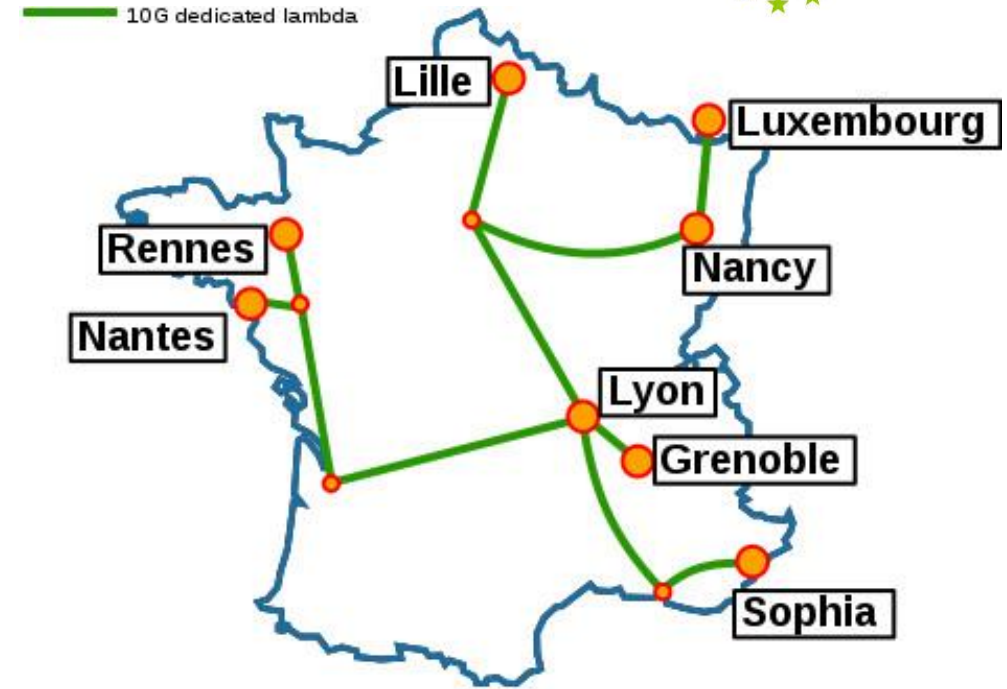 10G dedicated lambda
Lille
Luxembourg
Rennes
Nancy
Nantes
Lyon
Grenoble
Sophia